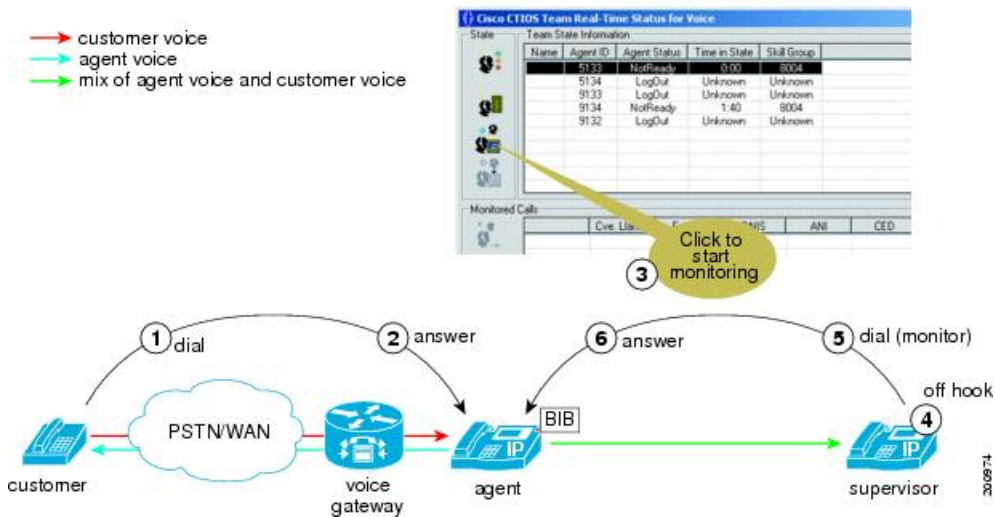 customer voice
agent voice
mix of agent voice and customer voice
Cisco CTIOS Team Real-Time Status for Voice
State
Team State Information
Name Agent ID Agent Status Time in State Skill Group
5133 NotReady 0:00 8004
5134 LogOut Unknown Unknown
9133 LogOut Unknown Unknown
9134 NotReady 1:40 8004
9132 LogOut Unknown Unknown
Monitored Calls
Cve ANI CED
Click to
start
monitoring
3
1 dial
2 answer
6 answer
5 dial (monitor)
off hook
4
BIB
PSTN/WAN
IP
IP
customer
voice
gateway
agent
supervisor
200974